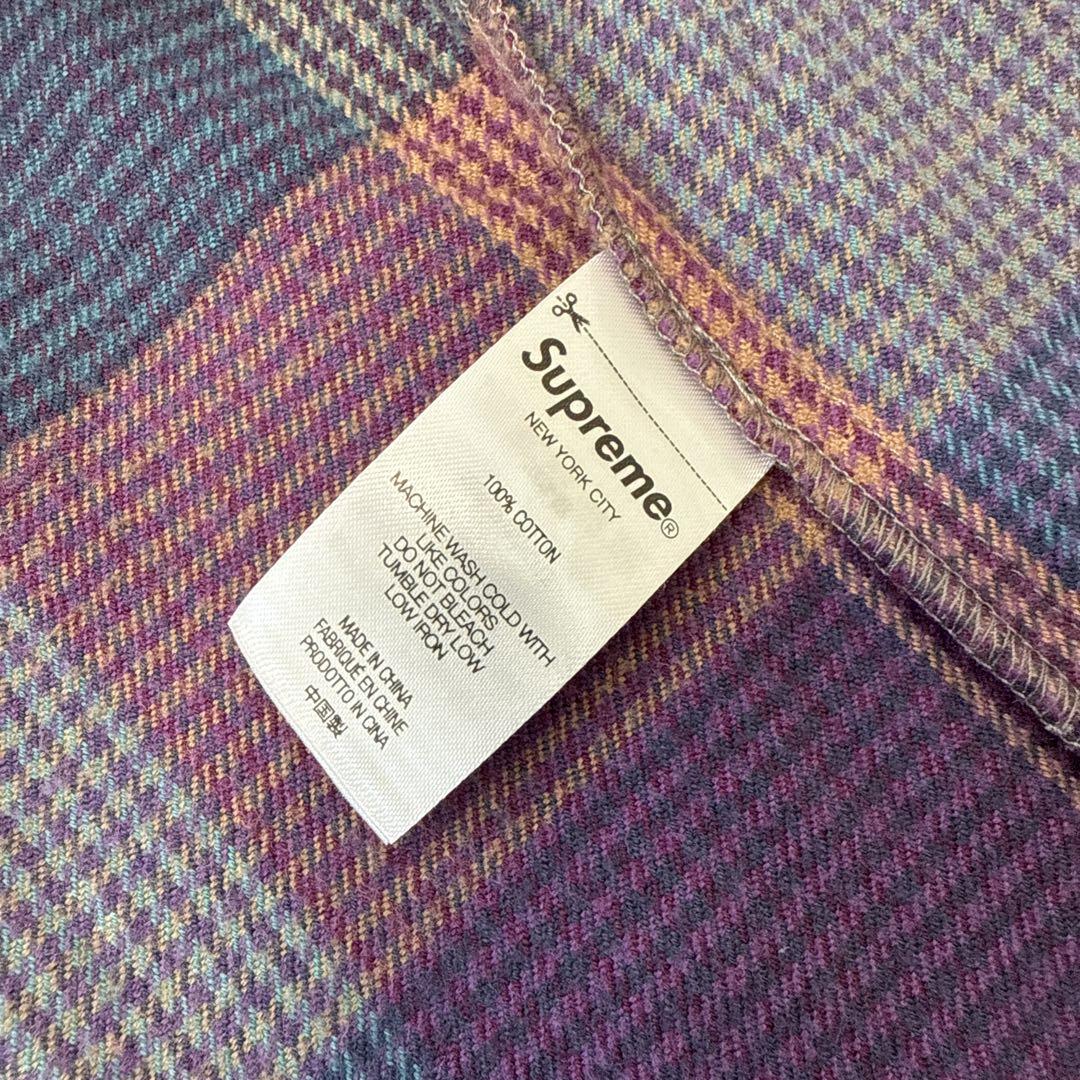 Supreme®
NEW YORK CITY
100% COTTON
MACHINE WASH COLD WITH
LIKE COLORS
DO NOT BLEACH
TUMBLE DRY LOW
LOW IRON
MADE IN CHINA
FABRIQUÉ EN CHINE
PRODOTTO IN CINA
中国製